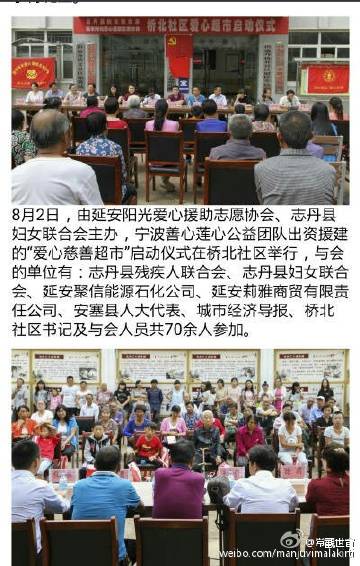 桥北社区爱心超市启动仪式
8月2日，由延安阳光爱心援助志愿协会、志丹县
妇女联合会主办，宁波善心莲心公益团队出资援建
的“爱心慈善超市”启动仪式在桥北社区举行，与会
的单位有：志丹县残疾人联合会、志丹县妇女联合
会、延安聚信能源石化公司、延安莉雅商贸有限责
任公司、安塞县人大代表、城市经济导报、桥北
社区书记及与会人员共70余人参加。
weibo.com/manjuvimalakirti